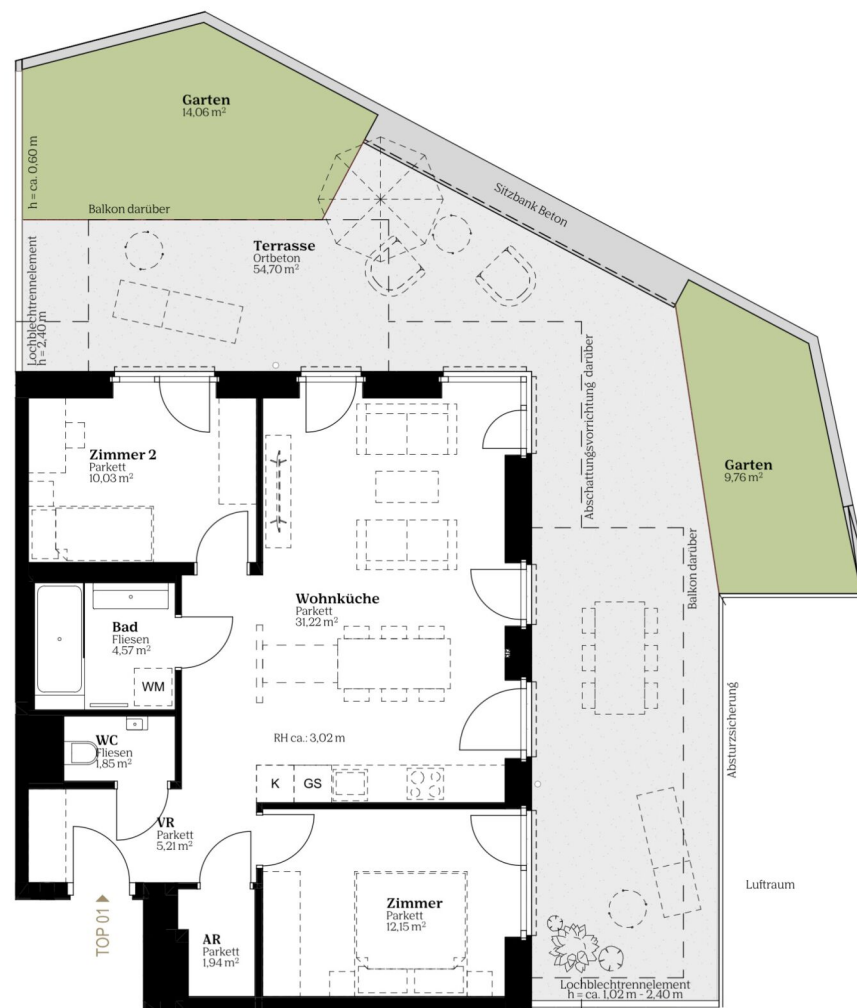 Garten
14,06 m²
h = ca. 0,60 m
Sitzbank Beton
Balkon darüber
Terrasse
Ortbeton
54,70 m²
Lochblechtrennelement
h = 2,40 m
Abschattungsvorrichtung darüber
Garten
9,76 m²
Zimmer 2
Parkett
10,03 m²
Balkon darüber
Wohnküche
Parkett
31,22 m²
Bad
Fliesen
4,57 m²
WM
RH ca.: 3,02 m
WC
Fliesen
1,85 m²
K
GS
Absturzsicherung
VR
Parkett
5,21 m²
Luftraum
Zimmer
Parkett
12,15 m²
TOP 01
AR
Parkett
1,94 m²
Lochblechtrennelement
h = ca. 1,02 m - 2,40 m